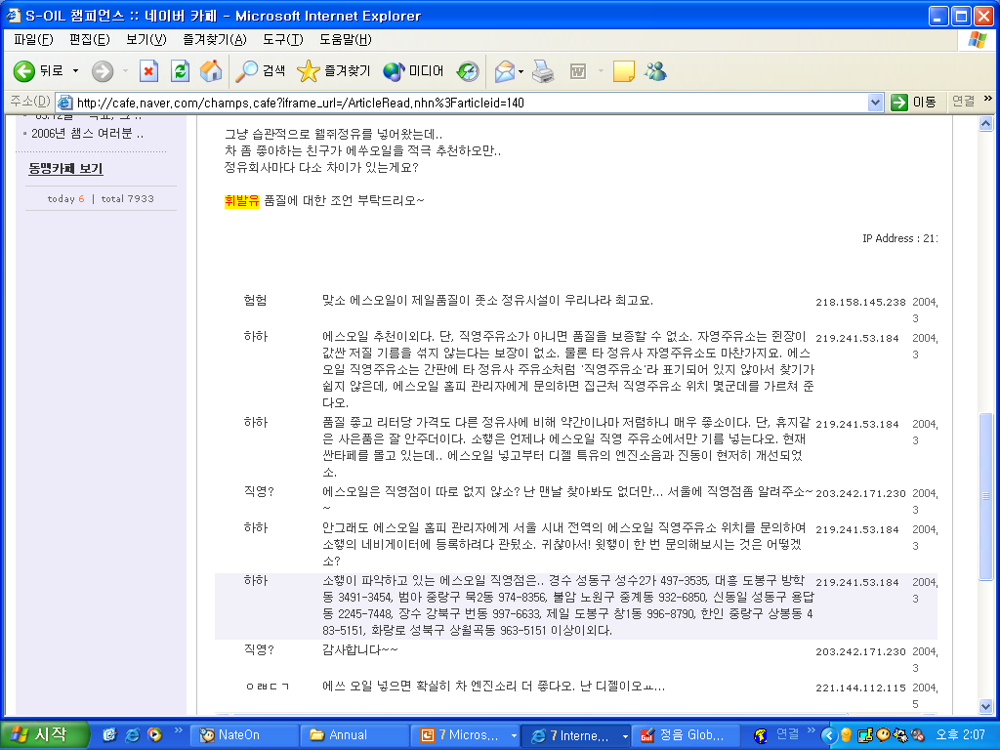 S-OIL 챔피언스 :: 네이버 카페 - Microsoft Internet Explorer
파일(F) 편집(E) 보기(V) 즐겨찾기(A) 도구(T) 도움말(H)
뒤로 검색 즐겨찾기 미디어
주소(D) http://cafe.naver.com/champs.cafe?iframe_url=/ArticleRead.nhn%3Farticleid=140 이동 연결 »
2006년 챔스 여러분 ..
동맹카페 보기
today 6 | total 7933
그냥 습관적으로 웰쥐정유를 넣어왔는데..
차 좀 좋아하는 친구가 에쑤오일을 적극 추천하오만..
정유회사마다 다소 차이가 있는게요?
휘발유 품질에 대한 조언 부탁드리오~
IP Address : 21:
험험 맞소 에스오일이 제일품질이 좃소 정유시설이 우리나라 최고요. 218.158.145.238 2004,
3
하하 에스오일 추천이외다. 단, 직영주유소가 아니면 품질을 보증할 수 없소. 자영주유소는 쥔장이 219.241.53.184 2004,
값싼 저질 기름을 섞지 않는다는 보장이 없소. 물론 타 정유사 자영주유소도 마찬가지요. 에스 3
오일 직영주유소는 간판에 타 정유사 주유소처럼 '직영주유소'라 표기되어 있지 않아서 찾기가
쉽지 않은데, 에스오일 홈피 관리자에게 문의하면 집근처 직영주유소 위치 몇군데를 가르쳐 준
다오.
하하 품질 좋고 리터당 가격도 다른 정유사에 비해 약간이나마 저렴하니 매우 좋소이다. 단, 휴지같 219.241.53.184 2004,
은 사은품은 잘 안주더이다. 소행은 언제나 에스오일 직영 주유소에서만 기름 넣는다오. 현재 3
싼타페를 몰고 있는데.. 에스오일 넣고부터 디젤 특유의 엔진소음과 진동이 현저히 개선되었
소.
직영? 에스오일은 직영점이 따로 없지 않소? 난 맨날 찾아봐도 없더만... 서울에 직영점좀 알려주소~ 203.242.171.230 2004,
~ 3
하하 안그래도 에스오일 홈피 관리자에게 서울 시내 전역의 에스오일 직영주유소 위치를 문의하여 219.241.53.184 2004,
소행의 네비게이터에 등록하려다 관뒀소. 귀찮아서! 윗행이 한 번 문의해보시는 것은 어떻겠 3
소?
하하 소행이 파악하고 있는 에스오일 직영점은.. 경수 성동구 성수2가 497-3535, 대흥 도봉구 방학 219.241.53.184 2004,
동 3491-3454, 범아 중랑구 묵2동 974-8356, 불암 노원구 중계동 932-6850, 신동일 성동구 용답 3
동 2245-7448, 장수 강북구 번동 997-6633, 제일 도봉구 창1동 996-8790, 한인 중랑구 상봉동 4
83-5151, 화랑로 성북구 상월곡동 963-5151 이상이외다.
직영? 감사합니다~~ 203.242.171.230 2004,
3
ㅇㄹㄷㄱ 에쓰 오일 넣으면 확실히 차 엔진소리 더 좋다오. 난 디젤이오ㅛ... 221.144.112.115 2004,
5
시작 NateOn Annual 7 Micros... 7 Interne... 정음 Glob... 연결 » 오후 2:07